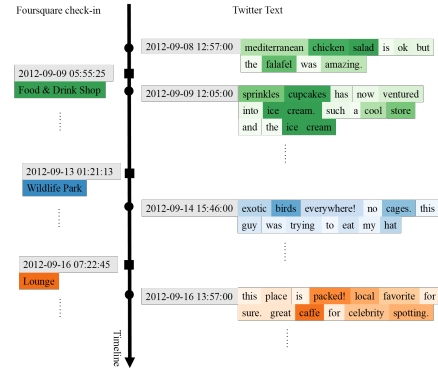 Foursquare check-in
Twitter Text
2012-09-08 12:57:00
mediterranean chicken salad is ok but
the falafel was amazing.
2012-09-09 05:55:25
Food & Drink Shop
2012-09-09 12:05:00
sprinkles cupcakes has now ventured
into ice cream. such a cool store
and the ice cream
2012-09-13 01:21:13
Wildlife Park
2012-09-14 15:46:00
exotic birds everywhere! no cages. this
guy was trying to eat my hat
2012-09-16 07:22:45
Lounge
2012-09-16 13:57:00
this place is packed! local favorite for
sure. great caffe for celebrity spotting.
Timeline